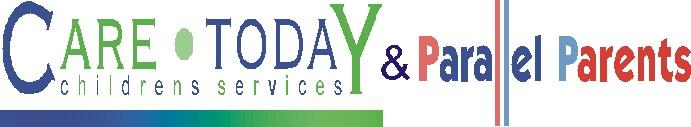 CARE • TODAY & Parallel Parents
childrens services